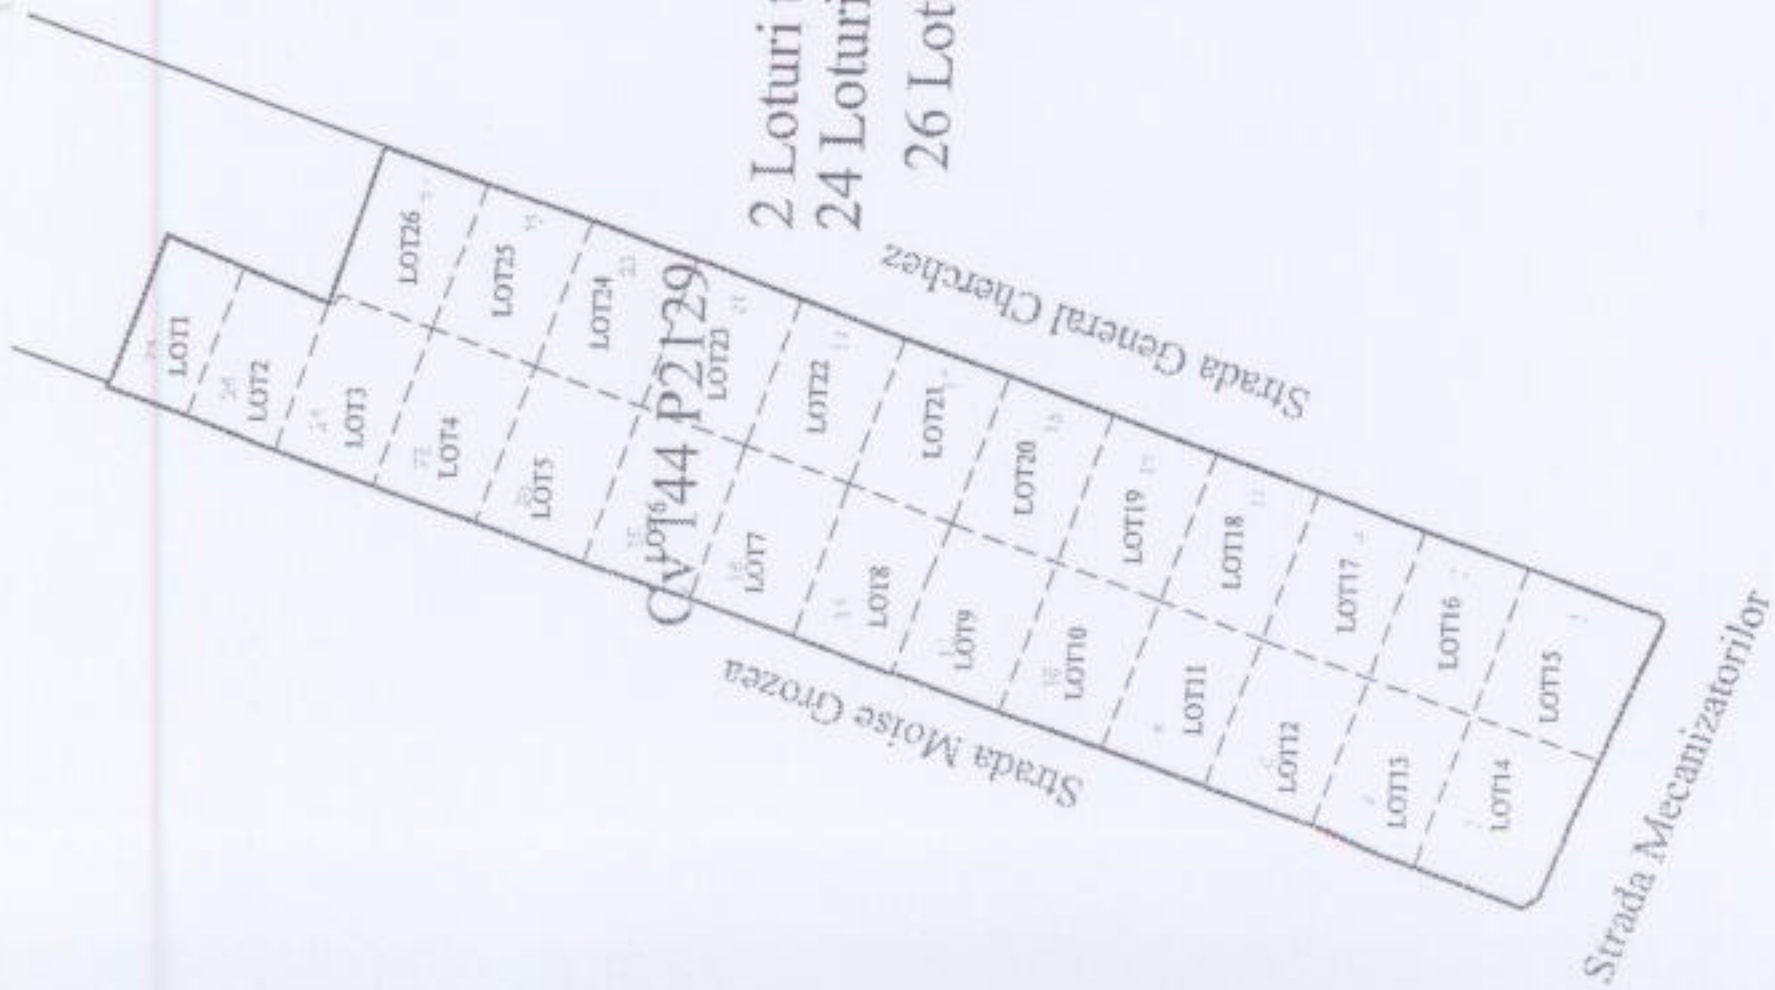 2 Loturi
24 Loturi
26 Lot
LOT1
LOT2
LOT3
LOT4
LOT5
LOT6
LOT7
LOT8
LOT9
LOT10
LOT11
LOT12
LOT13
LOT14
LOT15
LOT16
LOT17
LOT18
LOT19
LOT20
LOT21
LOT22
LOT23
LOT24
LOT25
LOT26
Cv 144 P2129
Strada General Cherchez
Strada Moise Grozea
Strada Mecanizatorilor